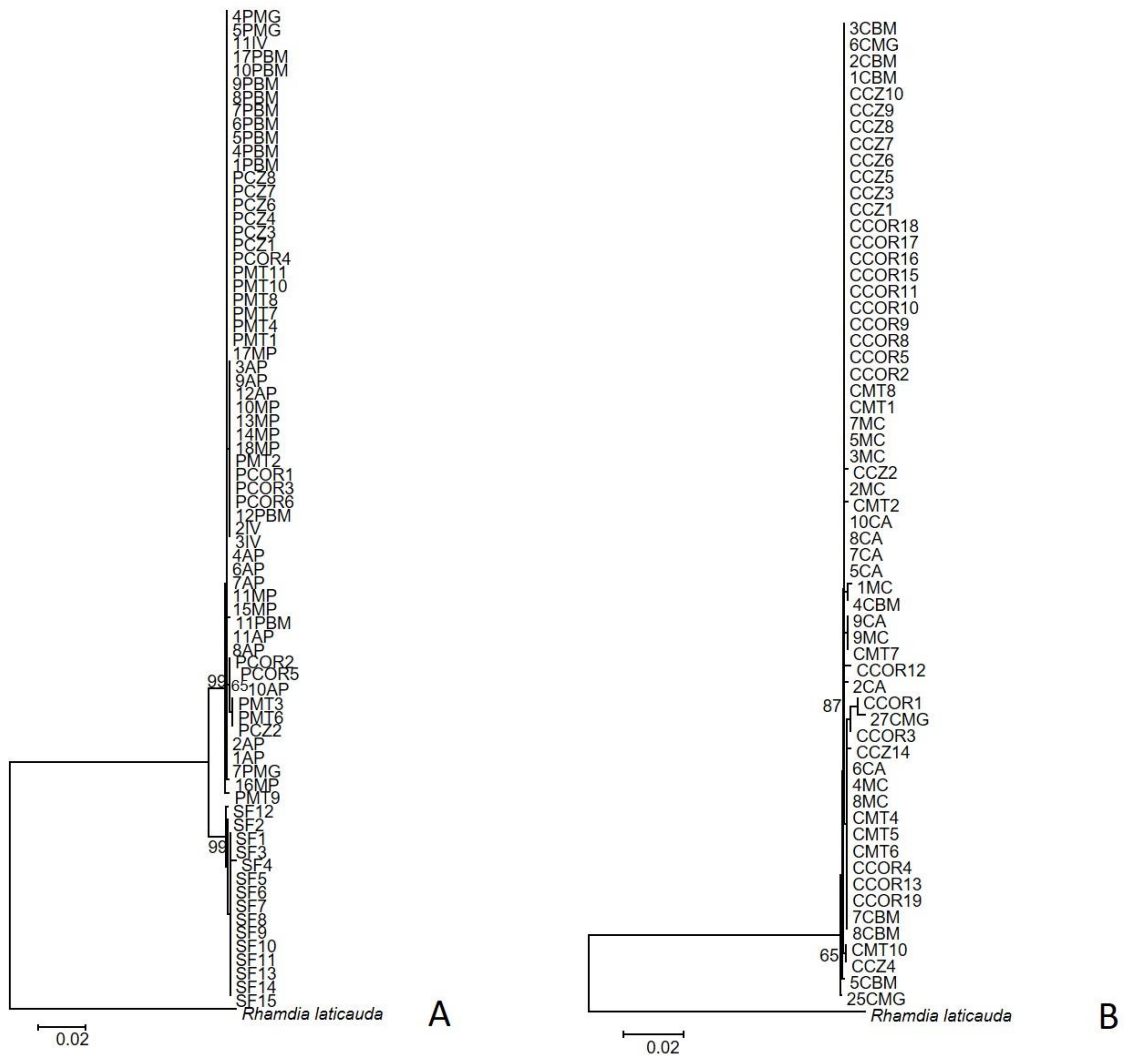 4PMG
5PMG
11IV
17PBM
10PBM
9PBM
8PBM
7PBM
6PBM
5PBM
4PBM
1PBM
PCZ8
PCZ7
PCZ6
PCZ4
PCZ3
PCZ1
PCOR4
PMT11
PMT10
PMT8
PMT7
PMT4
PMT1
17MP
3AP
9AP
12AP
10MP
13MP
14MP
18MP
PMT2
PCOR1
PCOR3
PCOR6
12PBM
2IV
3IV
4AP
6AP
7AP
11MP
15MP
11PBM
11AP
8AP
PCOR2
PCOR5
99
65
10AP
PMT3
PMT6
PCZ2
2AP
1AP
7PMG
16MP
PMT9
SF12
SF2
SF1
99
SF3
SF4
SF5
SF6
SF7
SF8
SF9
SF10
SF11
SF13
SF14
SF15
Rhamdia laticauda
0.02
A
3CBM
6CMG
2CBM
1CBM
CCZ10
CCZ9
CCZ8
CCZ7
CCZ6
CCZ5
CCZ3
CCZ1
CCOR18
CCOR17
CCOR16
CCOR15
CCOR11
CCOR10
CCOR9
CCOR8
CCOR5
CCOR2
CMT8
CMT1
7MC
5MC
3MC
CCZ2
2MC
CMT2
10CA
8CA
7CA
5CA
1MC
4CBM
9CA
9MC
CMT7
CCOR12
2CA
87
CCOR1
27CMG
CCOR3
CCZ14
6CA
4MC
8MC
CMT4
CMT5
CMT6
CCOR4
CCOR13
CCOR19
7CBM
8CBM
65
CMT10
CCZ4
5CBM
25CMG
Rhamdia laticauda
0.02
B